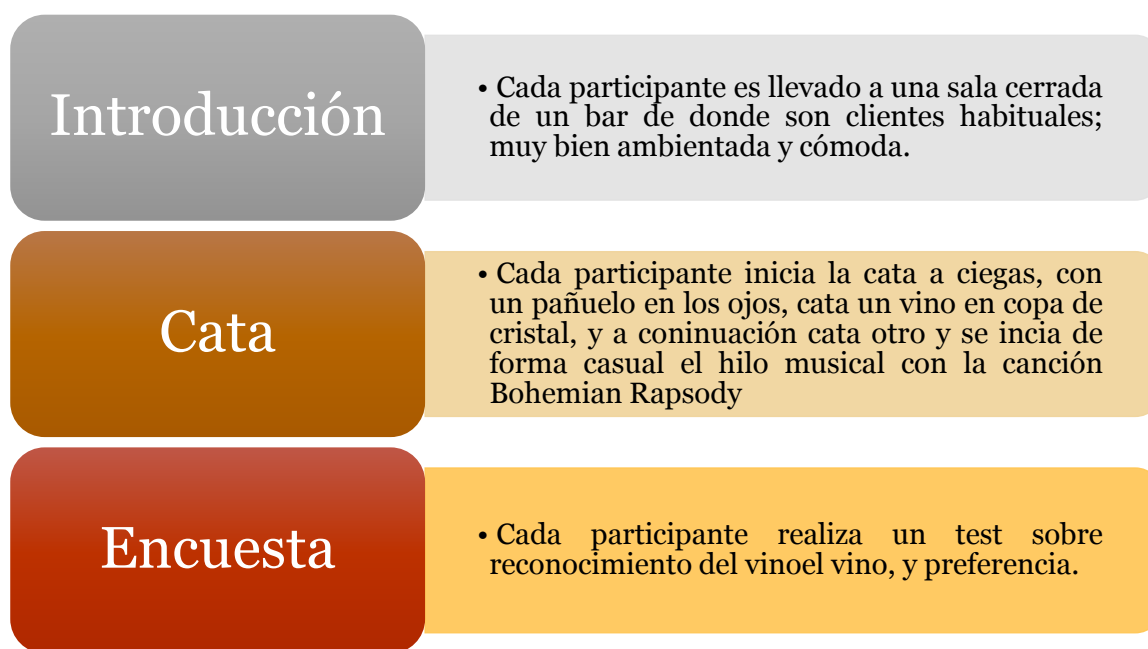 Introducción
• Cada participante es llevado a una sala cerrada
de un bar de donde son clientes habituales;
muy bien ambientada y cómoda.
Cata
• Cada participante inicia la cata a ciegas, con
un pañuelo en los ojos, cata un vino en copa de
cristal, y a coninuación cata otro y se incia de
forma casual el hilo musical con la canción
Bohemian Rapsody
Encuesta
• Cada participante realiza un test sobre
reconocimiento del vinoel vino, y preferencia.